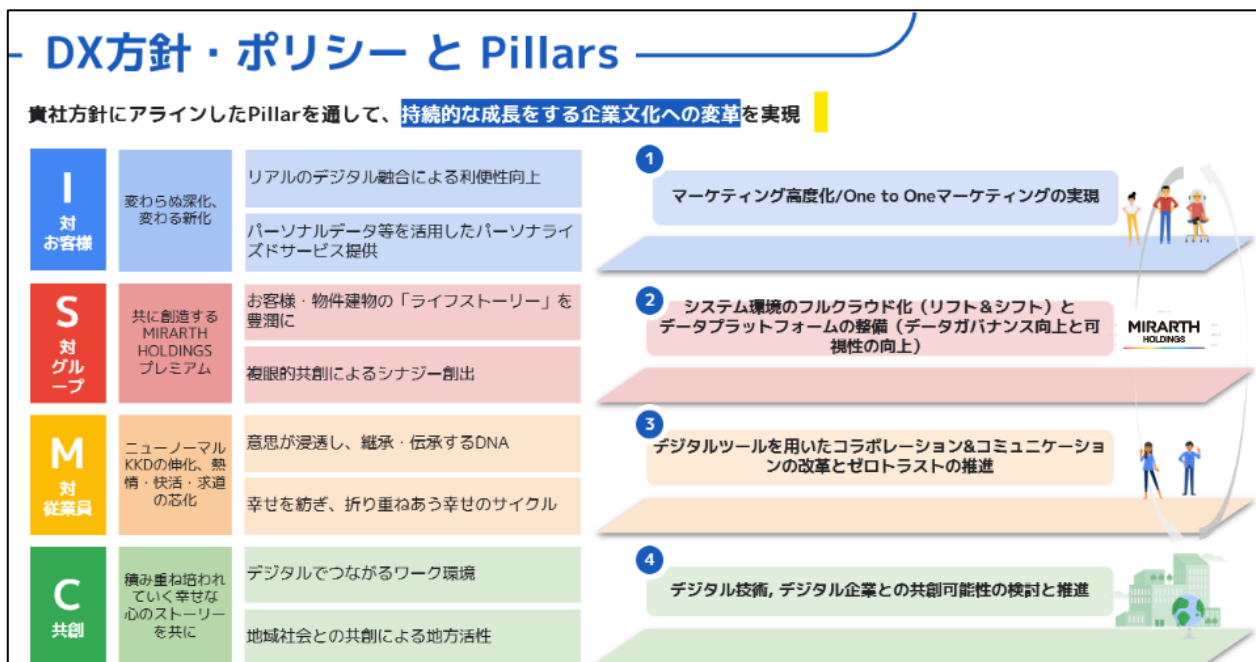 DX方針・ポリシー と Pillars
貴社方針にアラインしたPillarを通して、持続的な成長をする企業文化への変革を実現
I
対
お客様
変わらぬ深化、
変わる新化
リアルのデジタル融合による利便性向上
パーソナルデータ等を活用したパーソナライ
ズドサービス提供
1
マーケティング高度化/One to Oneマーケティングの実現
S
対
グル
ープ
共に創造する
MIRARTH
HOLDINGS
プレミアム
お客様・物件建物の「ライフストーリー」を
豊潤に
複眼的共創によるシナジー創出
2
システム環境のフルクラウド化（リフト＆シフト）と
データプラットフォームの整備（データガバナンス向上と可
視性の向上）
MIRARTH
HOLDINGS
M
対
従業員
ニューノーマル
KKDの伸化、熱
情・快活・求道
の芯化
意思が浸透し、継承・伝承するDNA
幸せを紡ぎ、折り重ねあう幸せのサイクル
3
デジタルツールを用いたコラボレーション&コミュニケーショ
ンの改革とゼロトラストの推進
C
共創
積み重ね培われ
ていく幸せな
心のストーリー
を共に
デジタルでつながるワーク環境
地域社会との共創による地方活性
4
デジタル技術, デジタル企業との共創可能性の検討と推進